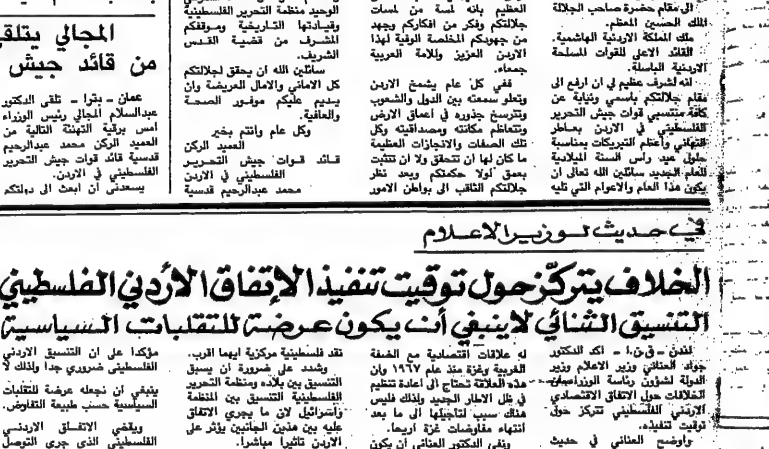 الى مقام حضرة صاحب الجلالة
الملك الحسين المعظم.
ملك المملكة الاردنية الهاشمية.
القائد الاعلى للقوات المسلحة
الاردنية الباسلة.
انه لشرف عظيم لي ان ارفع الى
مقام جلالتكم باسمي ونيابة عن
كافة منتسبي قوات جيش التحرير
الفلسطيني في الاردن بعاطر
التهاني وأعظم التبريكات بمناسبة
حلول عيد رأس السنة الميلادية
للعام الجديد سائلين الله تعالى ان
يكون هذا العام والاعوام التي تليه
العظيم بانه لمسة من لمسات
جلالتكم وفكر من افكاركم وجهد
من جهودكم المخلصة الوفية لهذا
الاردن العزيز وللامة العربية
جمعاء.
ففي كل عام يشمخ الاردن
وتعلو سمعته بين الدول والشعوب
وتترسخ جذوره في أعماق الارض
وتتعاظم مكانته ومصداقيته وكل
تلك الصفات والانجازات العظيمة
ما كان لها ان تتحقق ولا ان تتثبت
بعمق لولا حكمتكم وبعد نظر
جلالتكم الثاقب الى بواطن الامور
الوحيد منظمة التحرير الفلسطينية
وقيادتها التاريخية وموقفكم
المشرف من قضية القدس
الشريف.
سائلين الله ان يحقق لجلالتكم
كل الاماني والامال العريضة وان
يديم عليكم موفور الصحة
والعافية.
وكل عام وانتم بخير
العميد الركن
قائد قوات جيش التحرير
الفلسطيني في الاردن
محمد عبدالرحيم قدسية
المجالي يتلقى
من قائد جيش
عمان - بترا - تلقى الدكتور
عبدالسلام المجالي رئيس الوزراء
امس برقية التهنئة التالية من
العميد الركن محمد عبدالرحيم
قدسية قائد قوات جيش التحرير
الفلسطيني في الاردن.
يسعدني أن ابعث الى دولتكم
في حديث لوزير الاعلام
الخلاف يتركّز حول توقيت تنفيذ الإتفاق الأردني الفلسطيني
التنسيق الثنائي لاينبغي أن يكون عرضة للتقلبات السياسية
لندن - ق.ن.ا - اكد الدكتور
جواد العناني وزير الاعلام وزير
الدولة لشؤون رئاسة الوزراء ان
الخلافات حول الاتفاق الاقتصادي
الاردني الفلسطيني تتركز حول
توقيت تنفيذه.
وأوضح العناني في حديث
له علاقات اقتصادية مع الضفة
الغربية وغزة منذ عام ١٩٦٧ وان
هذه العلاقة تحتاج الى اعادة تنظيم
في ظل الاطار الجديد ولذلك فليس
هناك سبب لتأجيلها الى ما بعد
انتهاء مفاوضات غزة اريحا.
ونفى الدكتور العناني أن يكون
نقد فلسطينية مركزية ايهما اقرب.
وشدد على ضرورة ان يسبق
التنسيق بين بلاده ومنظمة التحرير
الفلسطينية التنسيق بين المنظمة
واسرائيل لان ما يجري الاتفاق
عليه بين هذين الجانبين يؤثر على
الاردن تأثيرا مباشرا.
مؤكدا على ان التنسيق الاردني
الفلسطيني ضروري جدا ولذلك لا
ينبغي ان نجعله عرضة للتقلبات
السياسية حسب طبيعة التفاوض.
ويقضي الاتفاق الاردني
الفلسطيني الذي جرى التوصل